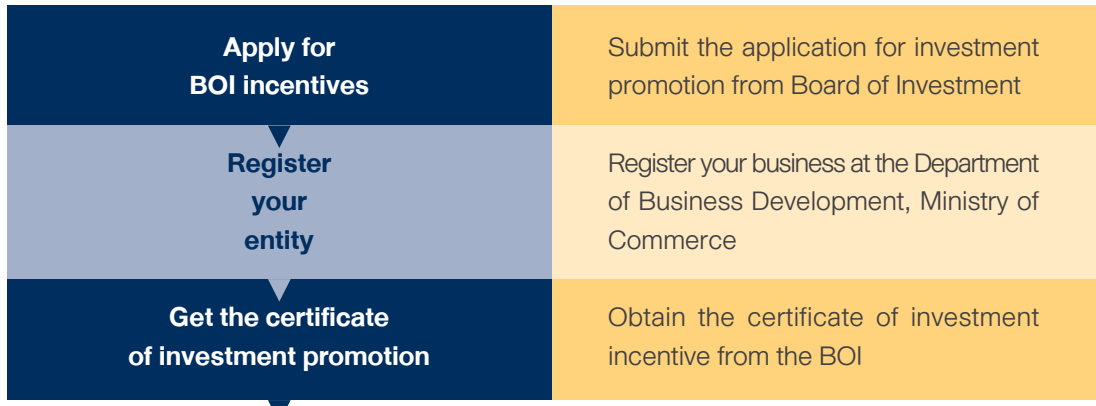 Apply for
BOI incentives
Submit the application for investment
promotion from Board of Investment
Register
your
entity
Register your business at the Department
of Business Development, Ministry of
Commerce
Get the certificate
of investment promotion
Obtain the certificate of investment
incentive from the BOI